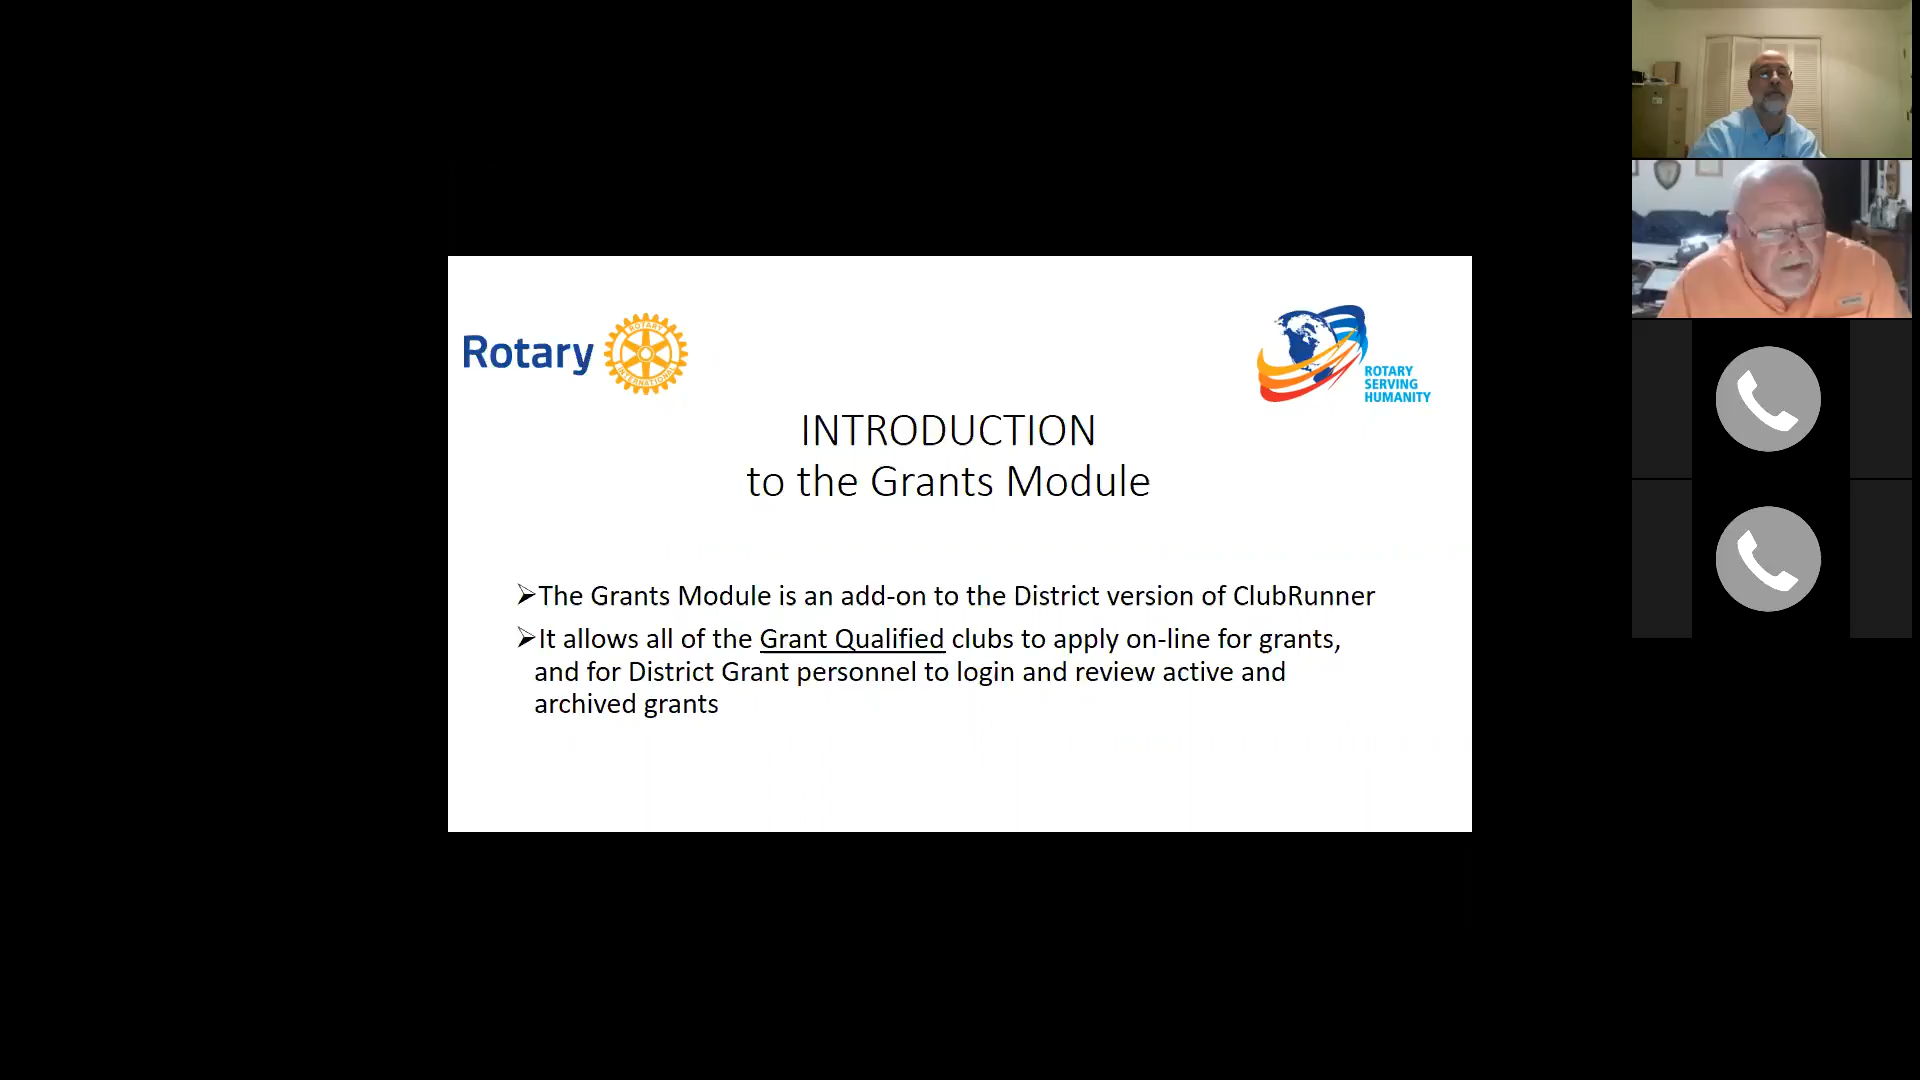 Rotary
ROTARY
INTERNATIONAL
ROTARY
SERVING
HUMANITY
INTRODUCTION
to the Grants Module
➢The Grants Module is an add-on to the District version of ClubRunner
➢It allows all of the Grant Qualified clubs to apply on-line for grants,
and for District Grant personnel to login and review active and
archived grants